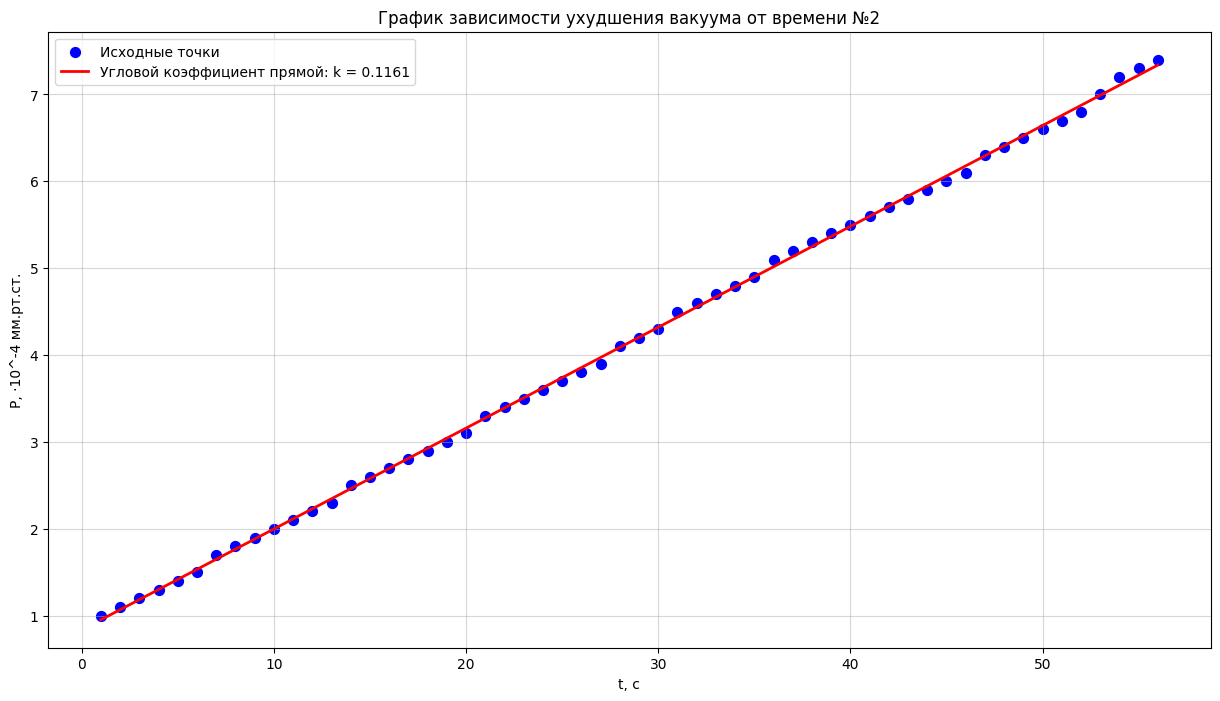 График зависимости ухудшения вакуума от времени №2
Исходные точки
Угловой коэффициент прямой: k = 0.1161
7
6
5
4
3
2
1
P, ·10^-4 мм.рт.ст.
0 10 20 30 40 50
t, с